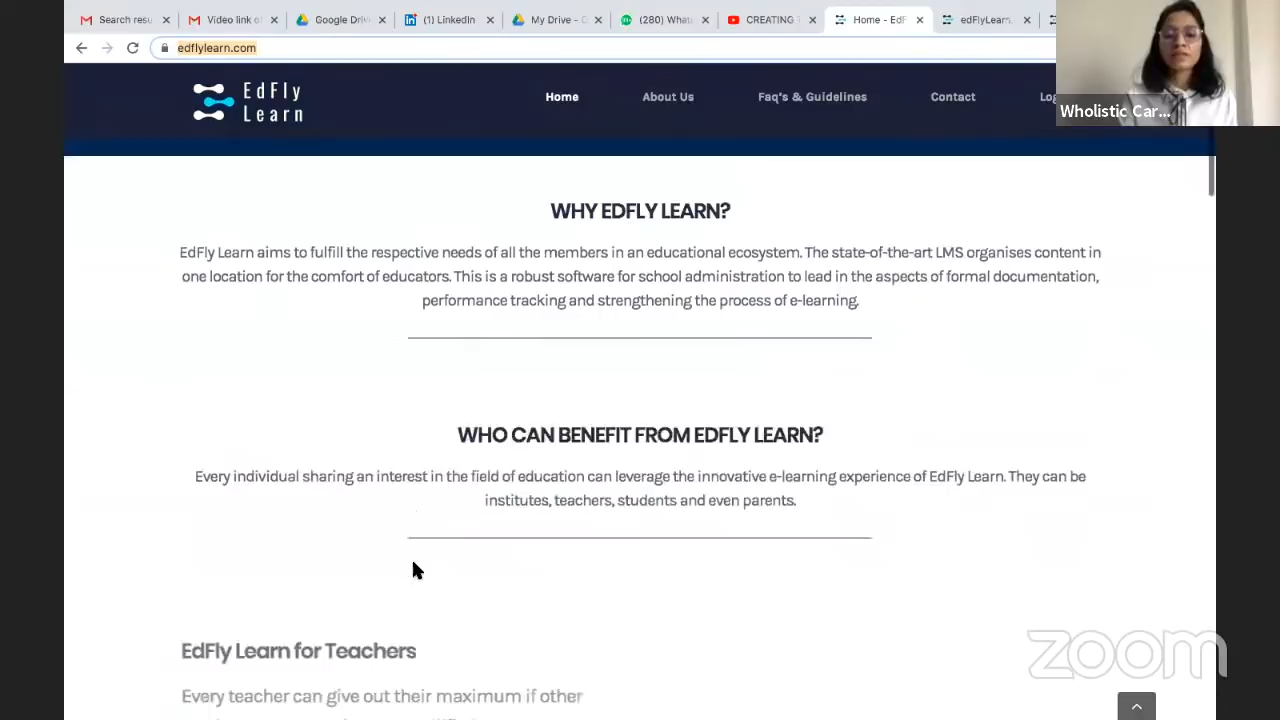 Search resu
Video link o
Google Driv
(1) LinkedIn
My Drive - G
(280) What
CREATING
Home - EdF
edflyLearn.
edflylearn.com
EdFly
Learn
Home
About Us
Faq's & Guidelines
Contact
Log
Wholistic Car...
WHY EDFLY LEARN?
EdFly Learn aims to fulfill the respective needs of all the members in an educational ecosystem. The state-of-the-art LMS organises content in
one location for the comfort of educators. This is a robust software for school administration to lead in the aspects of formal documentation,
performance tracking and strengthening the process of e-learning.
WHO CAN BENEFIT FROM EDFLY LEARN?
Every individual sharing an interest in the field of education can leverage the innovative e-learning experience of EdFly Learn. They can be
institutes, teachers, students and even parents.
EdFly Learn for Teachers
Every teacher can give out their maximum if other
zoom